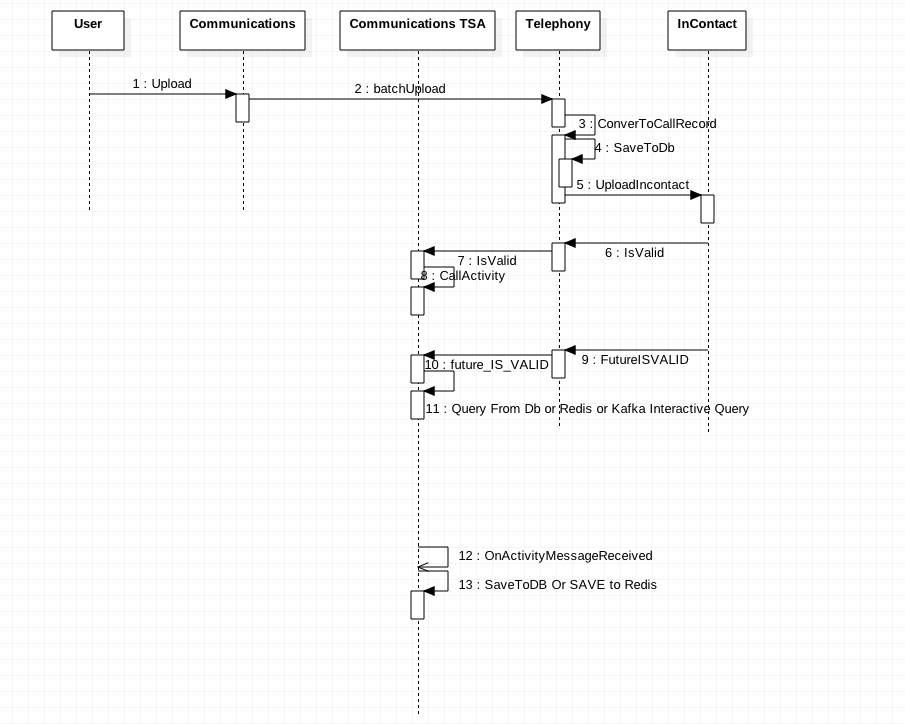 User
Communications
Communications TSA
Telephony
InContact
1 : Upload
2 : batchUpload
3 : ConverToCallRecord
4 : SaveToDb
5 : UploadIncontact
6 : IsValid
7 : IsValid
8 : CallActivity
9 : FutureISVALID
10 : future_IS_VALID
11 : Query From Db or Redis or Kafka Interactive Query
12 : OnActivityMessageReceived
13 : SaveToDB Or SAVE to Redis